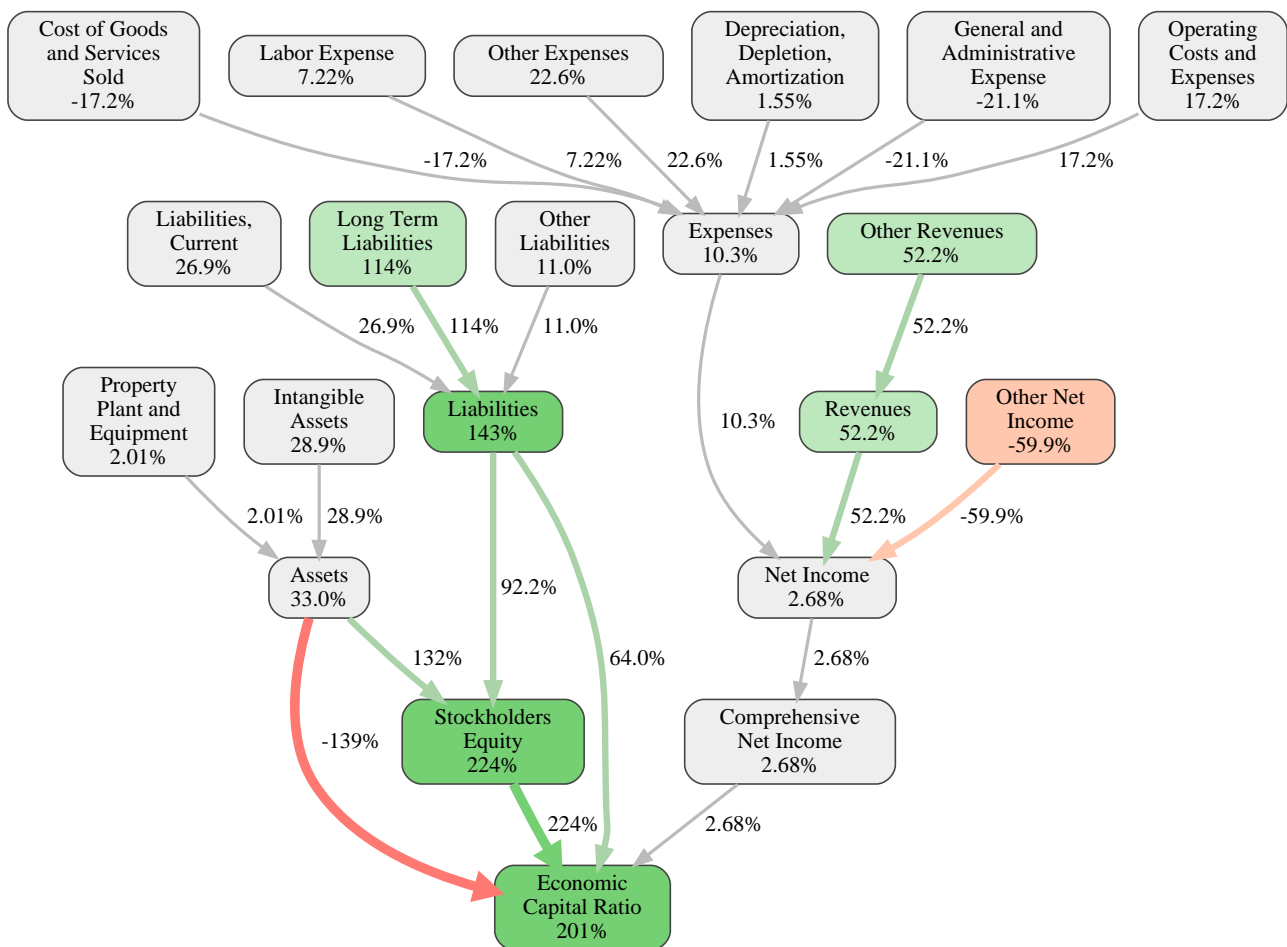 Cost of Goods
and Services
Sold
-17.2%
Labor Expense
7.22%
Other Expenses
22.6%
Depreciation,
Depletion,
Amortization
1.55%
General and
Administrative
Expense
-21.1%
Operating
Costs and
Expenses
17.2%
-17.2%
7.22%
22.6%
1.55%
-21.1%
17.2%
Liabilities,
Current
26.9%
Long Term
Liabilities
114%
Other
Liabilities
11.0%
Expenses
10.3%
Other Revenues
52.2%
26.9%
114%
11.0%
52.2%
Property
Plant and
Equipment
2.01%
Intangible
Assets
28.9%
Liabilities
143%
10.3%
Revenues
52.2%
Other Net
Income
-59.9%
2.01%
28.9%
52.2%
-59.9%
Assets
33.0%
92.2%
Net Income
2.68%
132%
64.0%
2.68%
-139%
Stockholders
Equity
224%
Comprehensive
Net Income
2.68%
224%
2.68%
Economic
Capital Ratio
201%